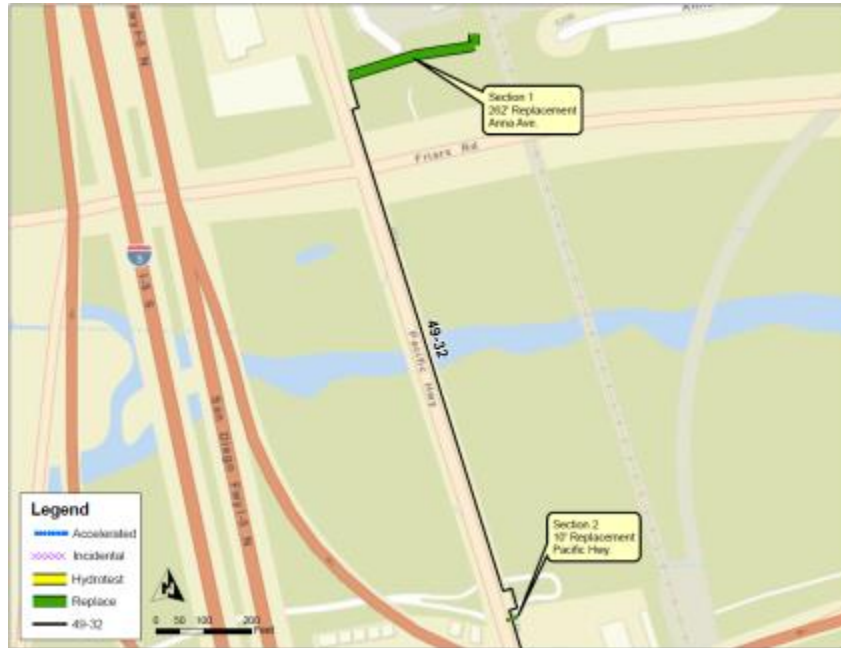 Fwy I-5 N
Section 1
262' Replacement
Anna Ave.
Friars Rd
5
I-5 S
49-32
Pacific Hwy
San Diego Fwy I-5 N
Section 2
10' Replacement
Pacific Hwy.
Legend
Accelerated
Incidental
Hydrotest
Replace
49-32
N
0 50 100 200
Feet